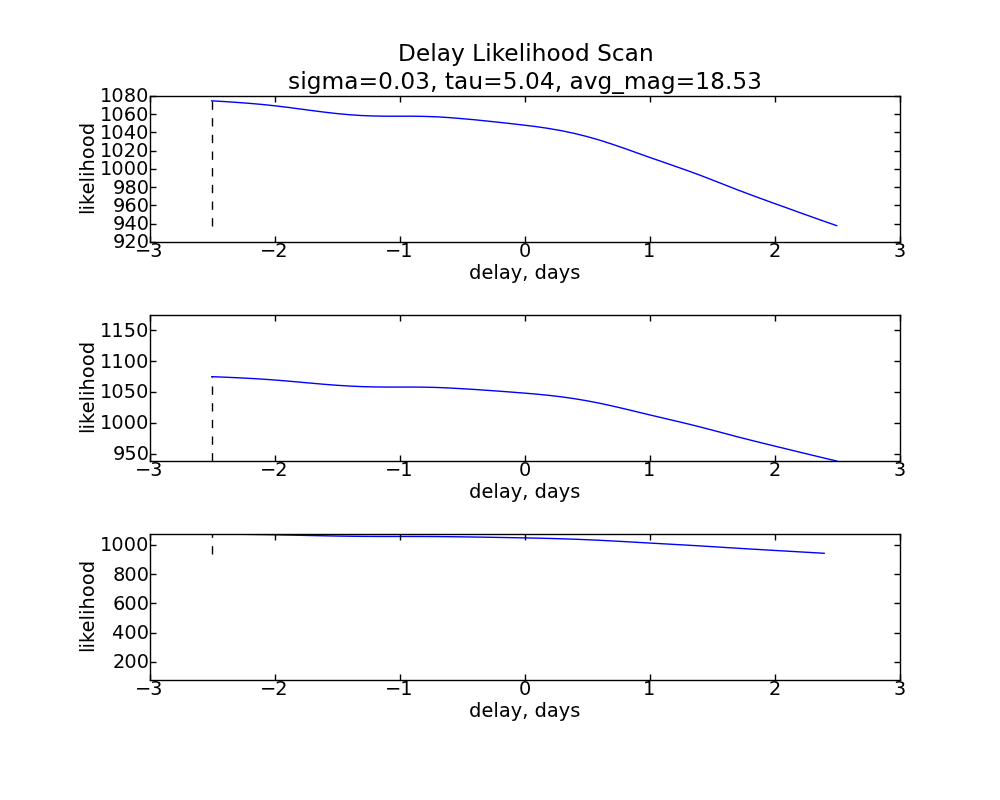 Delay Likelihood Scan
sigma=0.03, tau=5.04, avg_mag=18.53
1080
1060
1040
1020
1000
980
960
940
920
likelihood
−3 −2 −1 0 1 2 3
delay, days
1150
1100
1050
1000
950
likelihood
−3 −2 −1 0 1 2 3
delay, days
1000
800
600
400
200
likelihood
−3 −2 −1 0 1 2 3
delay, days